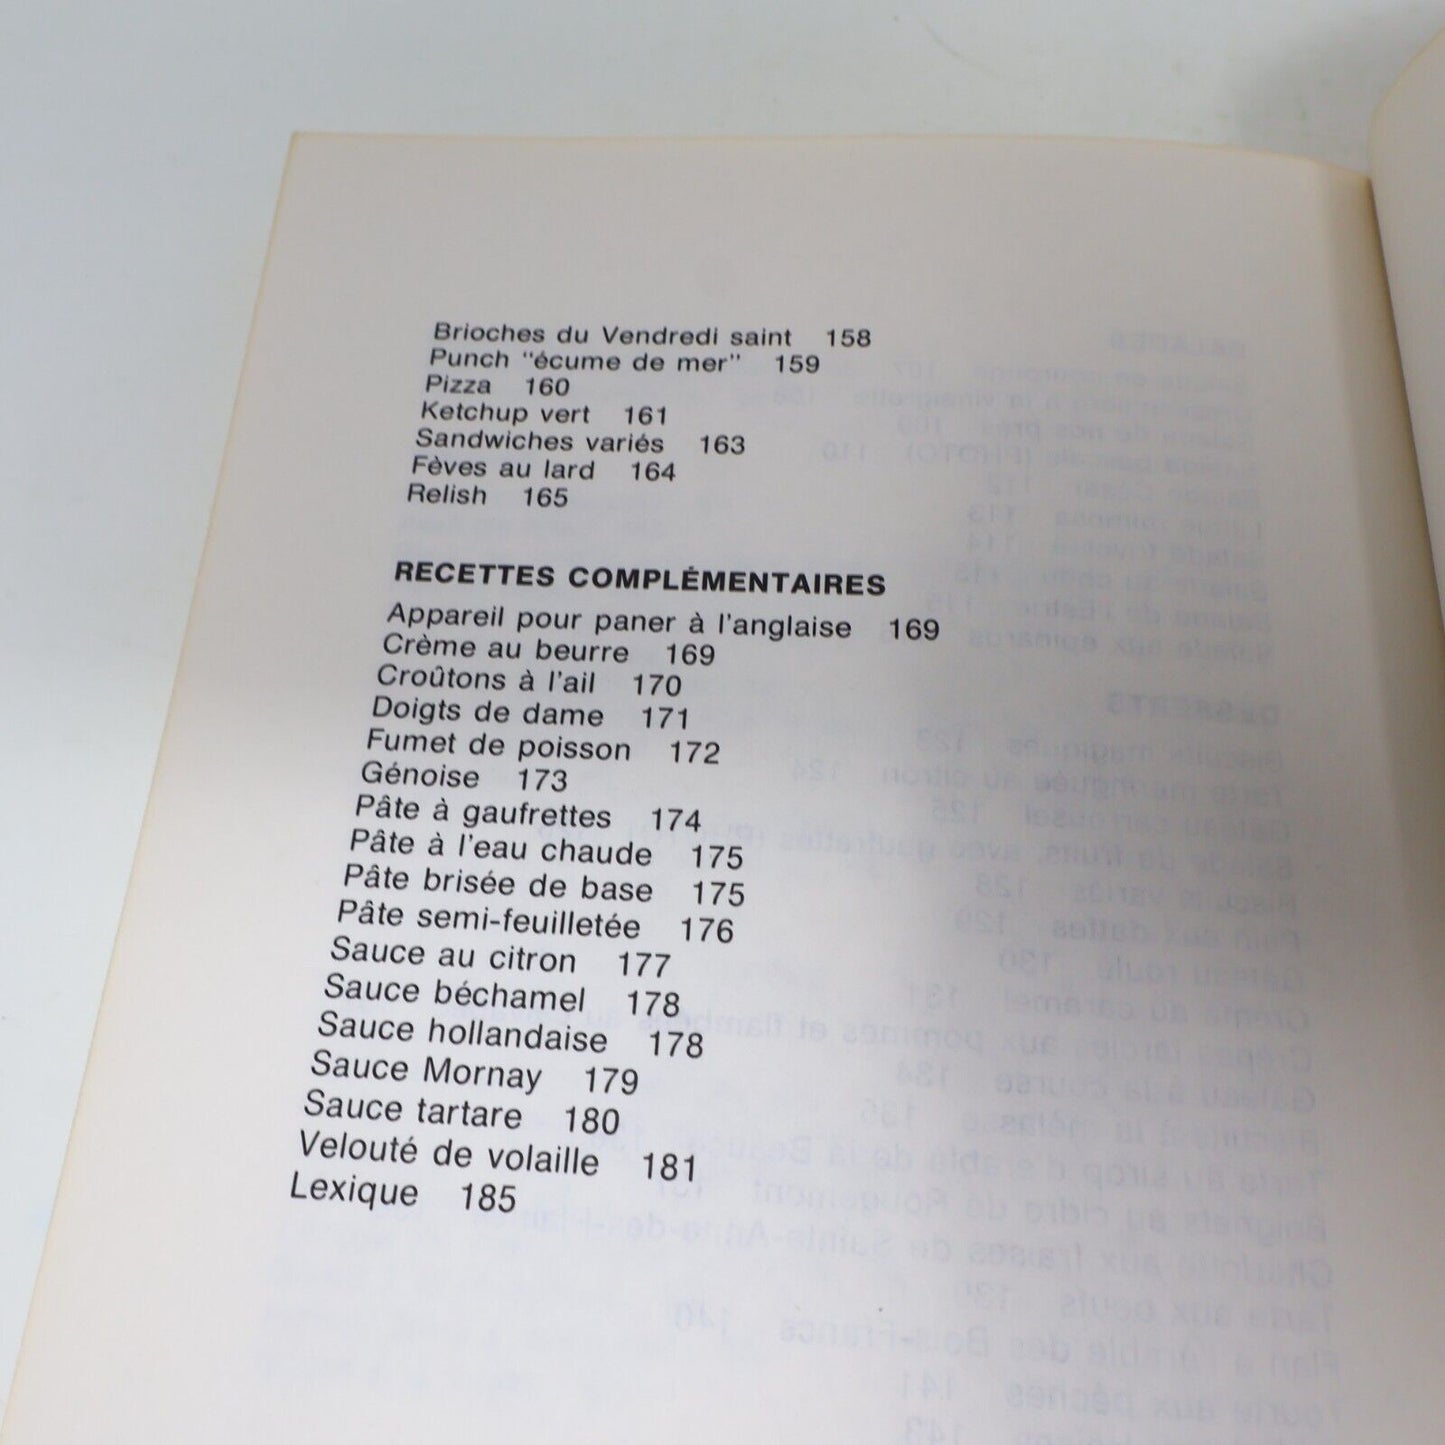 Brioches du Vendredi saint 158
Punch "écume de mer" 159
Pizza 160
Ketchup vert 161
Sandwiches variés 163
Fèves au lard 164
Relish 165
RECETTES COMPLÉMENTAIRES
Appareil pour paner à l'anglaise 169
Crème au beurre 169
Croûtons à l'ail 170
Doigts de dame 171
Fumet de poisson 172
Génoise 173
Pâte à gaufrettes 174
Pâte à l'eau chaude 175
Pâte brisée de base 175
Pâte semi-feuilletée 176
Sauce au citron 177
Sauce béchamel 178
Sauce hollandaise 178
Sauce Mornay 179
Sauce tartare 180
Velouté de volaille 181
Lexique 185